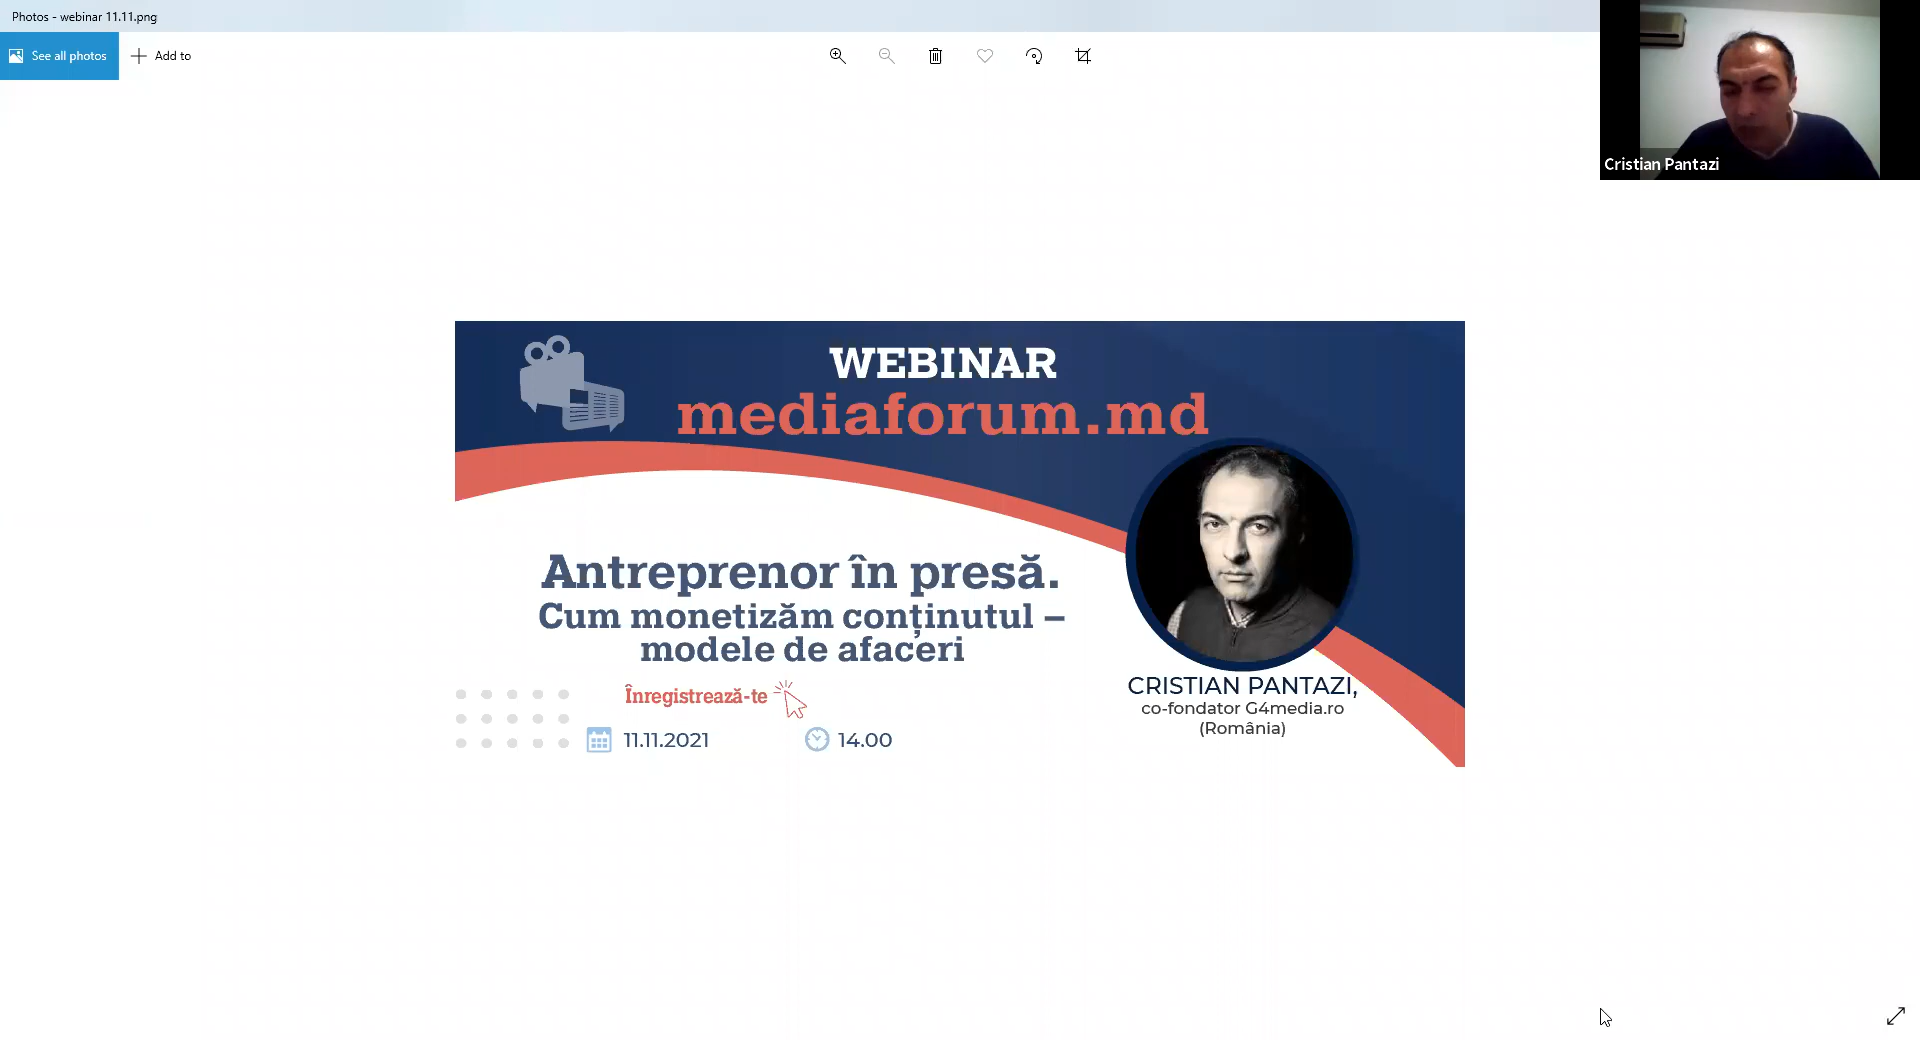 Photos - webinar 11.11.png
See all photos
Add to
Cristian Pantazi
WEBINAR
mediaforum.md
Antreprenor în presă.
Cum monetizăm conținutul –
modele de afaceri
Înregistrează-te
11.11.2021
14.00
CRISTIAN PANTAZI,
co-fondator G4media.ro
(România)